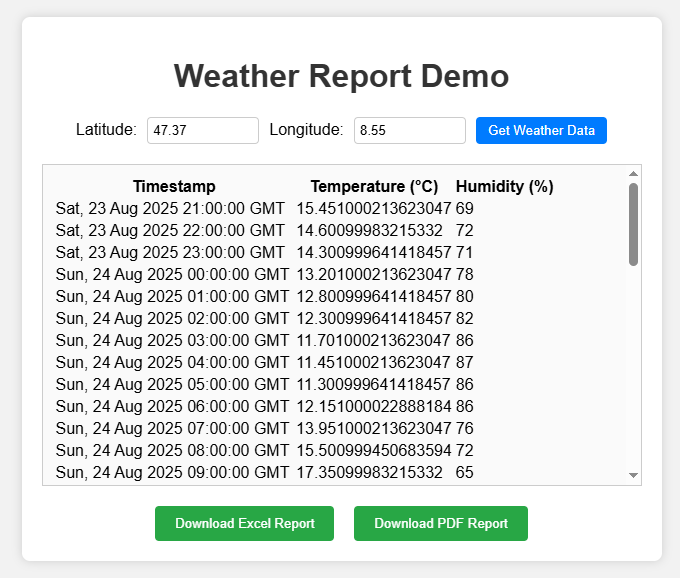 Weather Report Demo
Latitude: 47.37 Longitude: 8.55 Get Weather Data
Timestamp Temperature (°C) Humidity (%)
Sat, 23 Aug 2025 21:00:00 GMT 15.451000213623047 69
Sat, 23 Aug 2025 22:00:00 GMT 14.60099983215332 72
Sat, 23 Aug 2025 23:00:00 GMT 14.300999641418457 71
Sun, 24 Aug 2025 00:00:00 GMT 13.201000213623047 78
Sun, 24 Aug 2025 01:00:00 GMT 12.800999641418457 80
Sun, 24 Aug 2025 02:00:00 GMT 12.300999641418457 82
Sun, 24 Aug 2025 03:00:00 GMT 11.701000213623047 86
Sun, 24 Aug 2025 04:00:00 GMT 11.451000213623047 87
Sun, 24 Aug 2025 05:00:00 GMT 11.300999641418457 86
Sun, 24 Aug 2025 06:00:00 GMT 12.151000022888184 86
Sun, 24 Aug 2025 07:00:00 GMT 13.951000213623047 76
Sun, 24 Aug 2025 08:00:00 GMT 15.500999450683594 72
Sun, 24 Aug 2025 09:00:00 GMT 17.35099983215332 65
Download Excel Report Download PDF Report